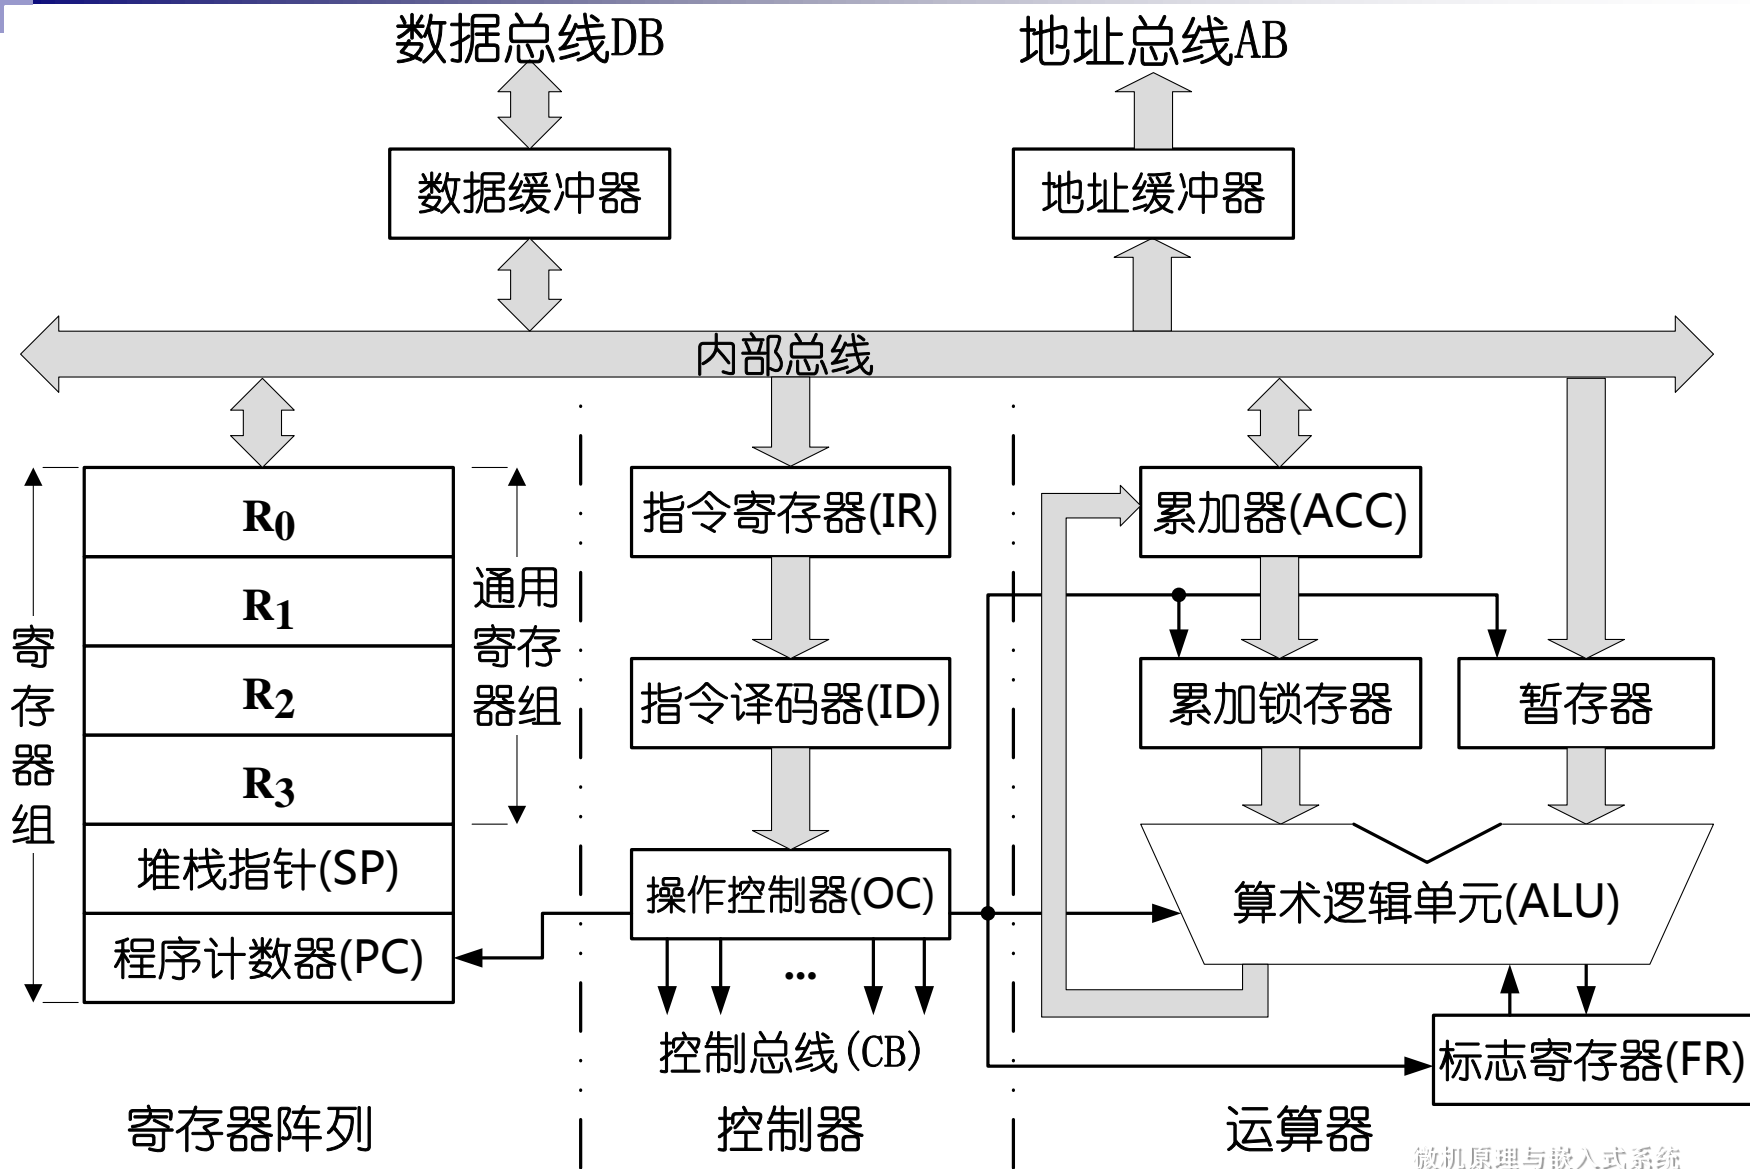 数据总线DB
地址总线AB
数据缓冲器
地址缓冲器
内部总线
寄存器组
R0
R1
R2
R3
堆栈指针(SP)
程序计数器(PC)
通用
寄存
器组
寄存器阵列
指令寄存器(IR)
指令译码器(ID)
操作控制器(OC)
...
控制总线(CB)
控制器
累加器(ACC)
累加锁存器
暂存器
算术逻辑单元(ALU)
标志寄存器(FR)
运算器
微机原理与嵌入式系统